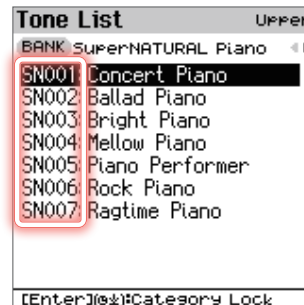 Tone List Upper
BANK SuperNATURAL Piano
SN001:Concert Piano
SN002:Ballad Piano
SN003:Bright Piano
SN004:Mellow Piano
SN005:Piano Performer
SN006:Rock Piano
SN007:Ragtime Piano
[Enter]:Category Lock